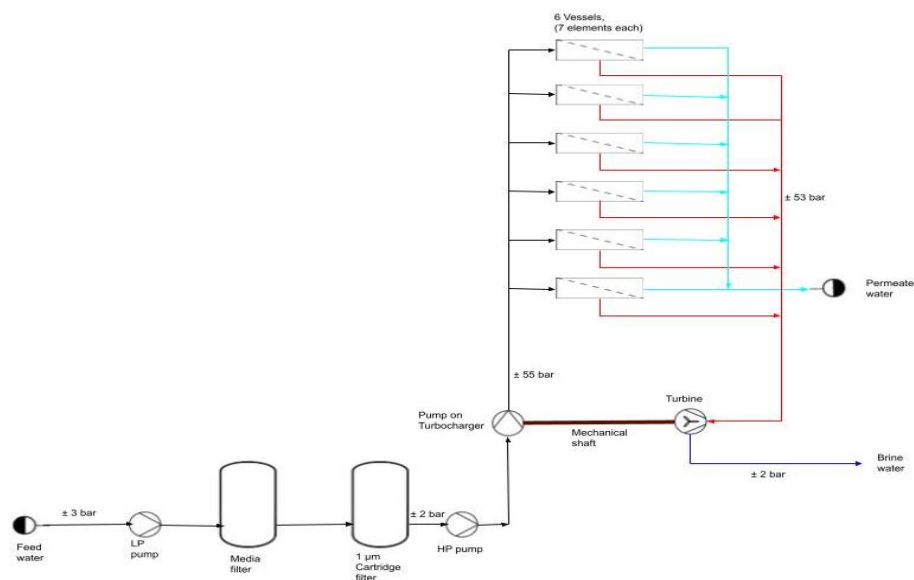 6 Vessels,
(7 elements each)
± 53 bar
Permeate
water
± 55 bar
Pump on
Turbocharger
Turbine
Mechanical
shaft
Brine
water
± 2 bar
± 3 bar
± 2 bar
Feed
water
LP
pump
Media
filter
1 µm
Cartridge
filter
HP pump